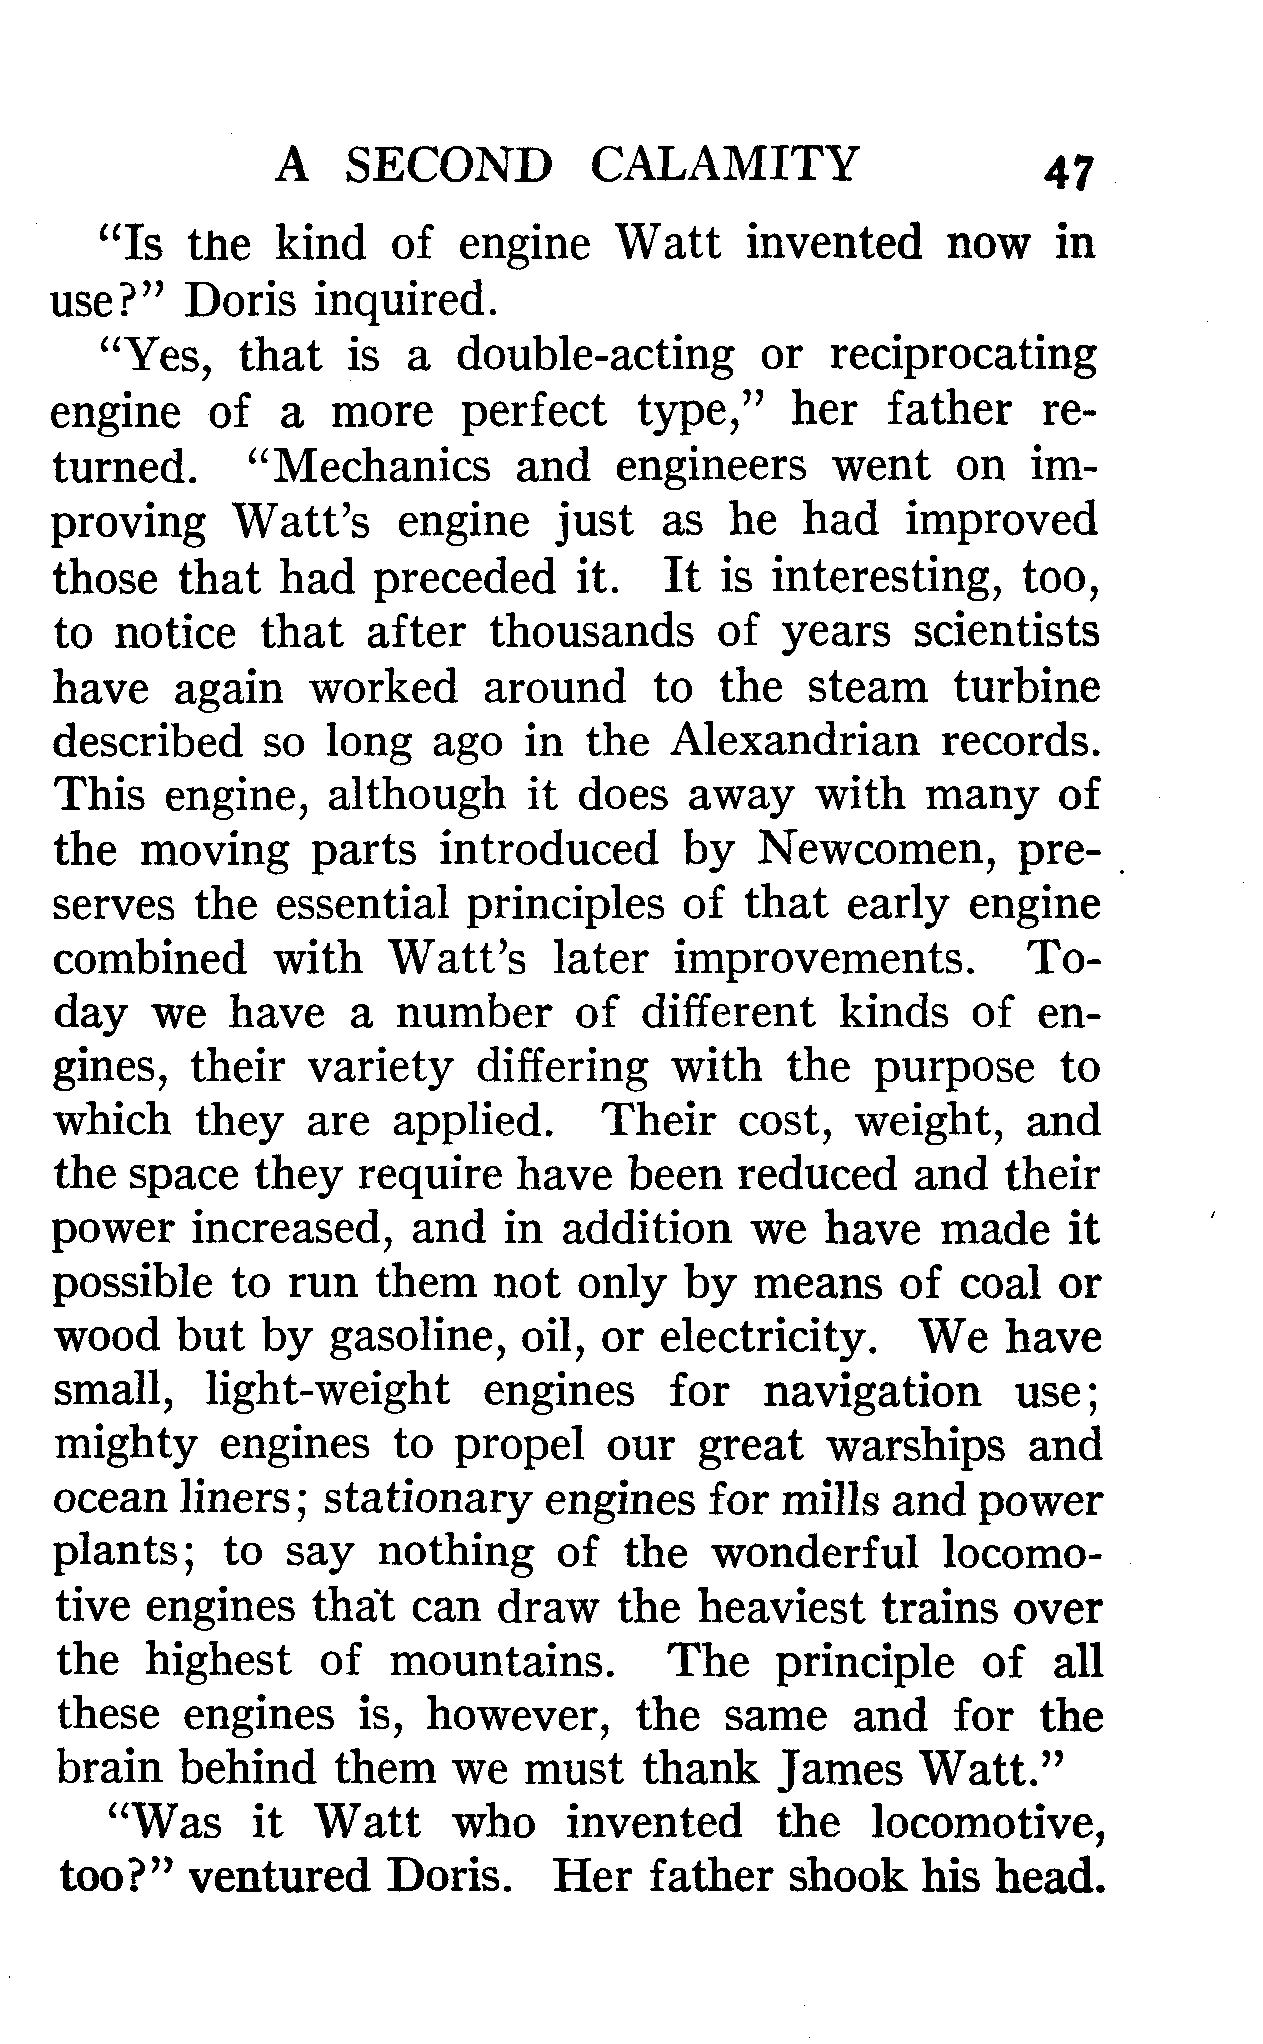 A SECOND CALAMITY 47
“Is the kind of engine Watt invented now in
use?” Doris inquired.
“Yes, that is a double-acting or reciprocating
engine of a more perfect type,” her father re-
turned. “Mechanics and engineers went on im-
proving Watt’s engine just as he had improved
those that had preceded it. It is interesting, too,
to notice that after thousands of years scientists
have again worked around to the steam turbine
described so long ago in the Alexandrian records.
This engine, although it does away with many of
the moving parts introduced by Newcomen, pre-
serves the essential principles of that early engine
combined with Watt’s later improvements. To-
day we have a number of different kinds of en-
gines, their variety differing with the purpose to
which they are applied. Their cost, weight, and
the space they require have been reduced and their
power increased, and in addition we have made it
possible to run them not only by means of coal or
wood but by gasoline, oil, or electricity. We have
small, light-weight engines for navigation use;
mighty engines to propel our great warships and
ocean liners; stationary engines for mills and power
plants; to say nothing of the wonderful locomo-
tive engines that can draw the heaviest trains over
the highest of mountains. The principle of all
these engines is, however, the same and for the
brain behind them we must thank James Watt.”
“Was it Watt who invented the locomotive,
too?” ventured Doris. Her father shook his head.